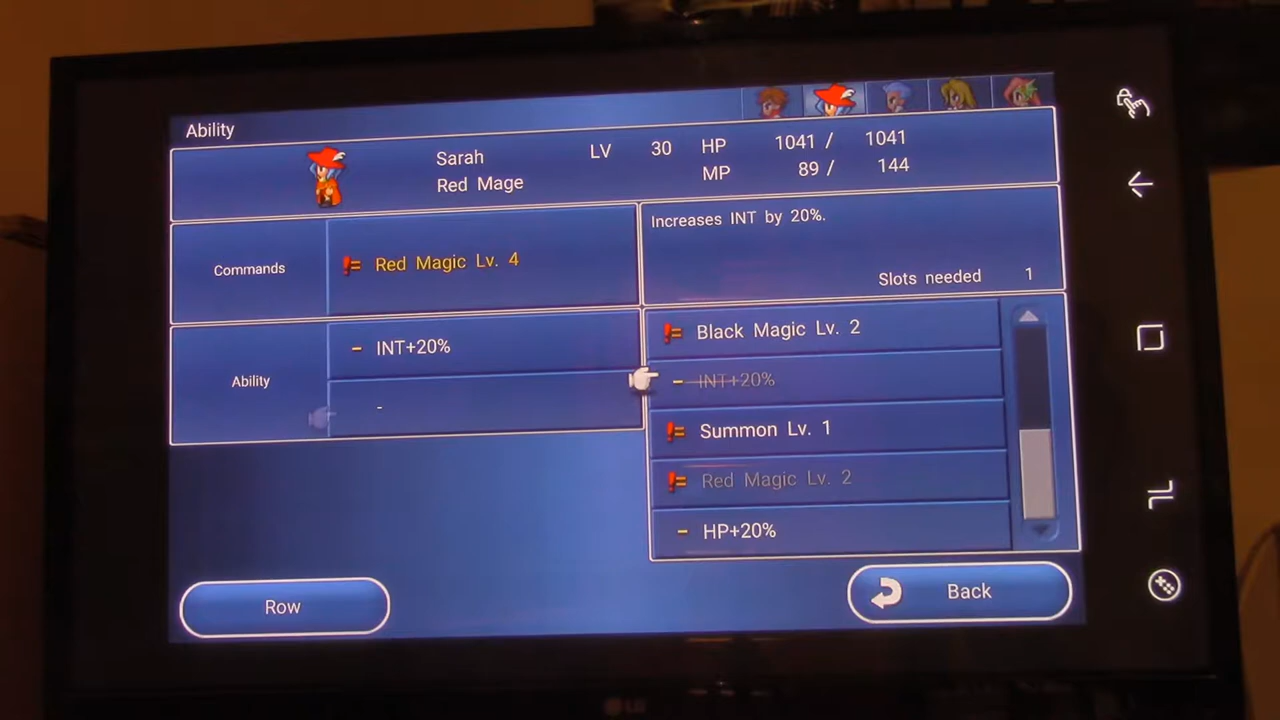 Ability
Sarah
Red Mage
LV 30
HP 1041 / 1041
MP 89 / 144
Commands
Red Magic Lv. 4
Ability
INT+20%
-
Increases INT by 20%.
Slots needed 1
Black Magic Lv. 2
INT+20%
Summon Lv. 1
Red Magic Lv. 2
HP+20%
Row
Back
LG